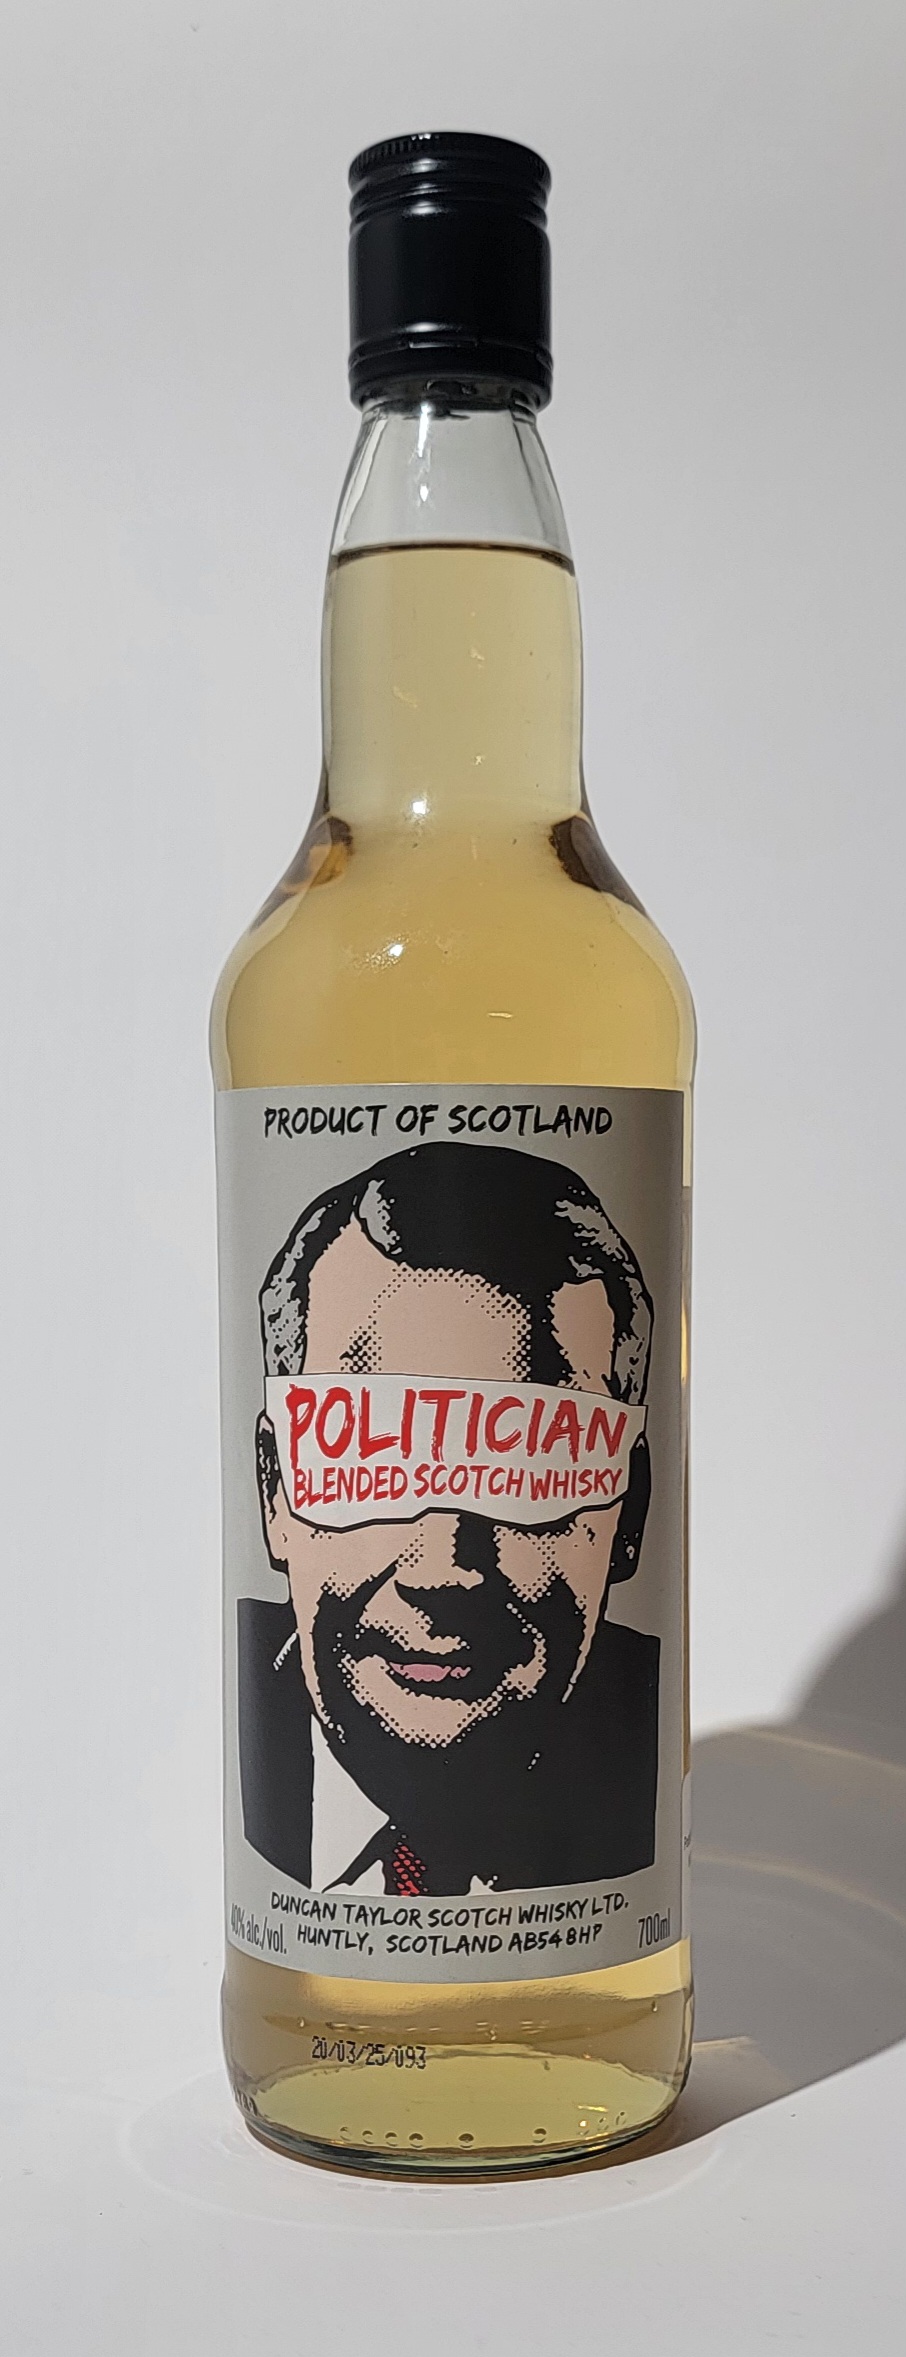 PRODUCT OF SCOTLAND
POLITICIAN
BLENDED SCOTCH WHISKY
DUNCAN TAYLOR SCOTCH WHISKY LTD.
40% alc./vol.
HUNTLY, SCOTLAND AB54 8HP
700ml
20/03/25/093